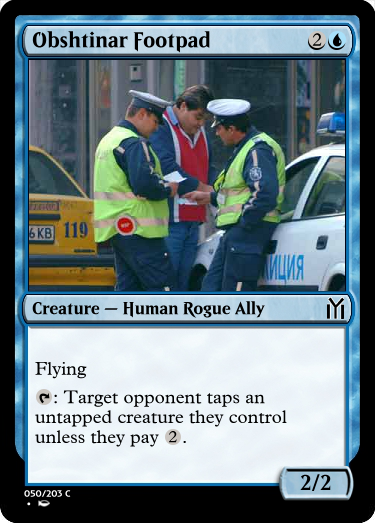 Obshtinar Footpad 2
6KB 119
ИЦИЯ
Creature — Human Rogue Ally
Flying
: Target opponent taps an
untapped creature they control
unless they pay 2.
2/2
050/203 C